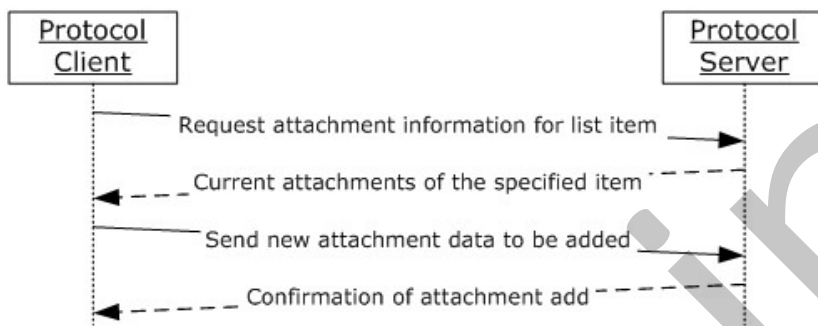 Protocol Client
Protocol Server
Request attachment information for list item
Current attachments of the specified item
Send new attachment data to be added
Confirmation of attachment add